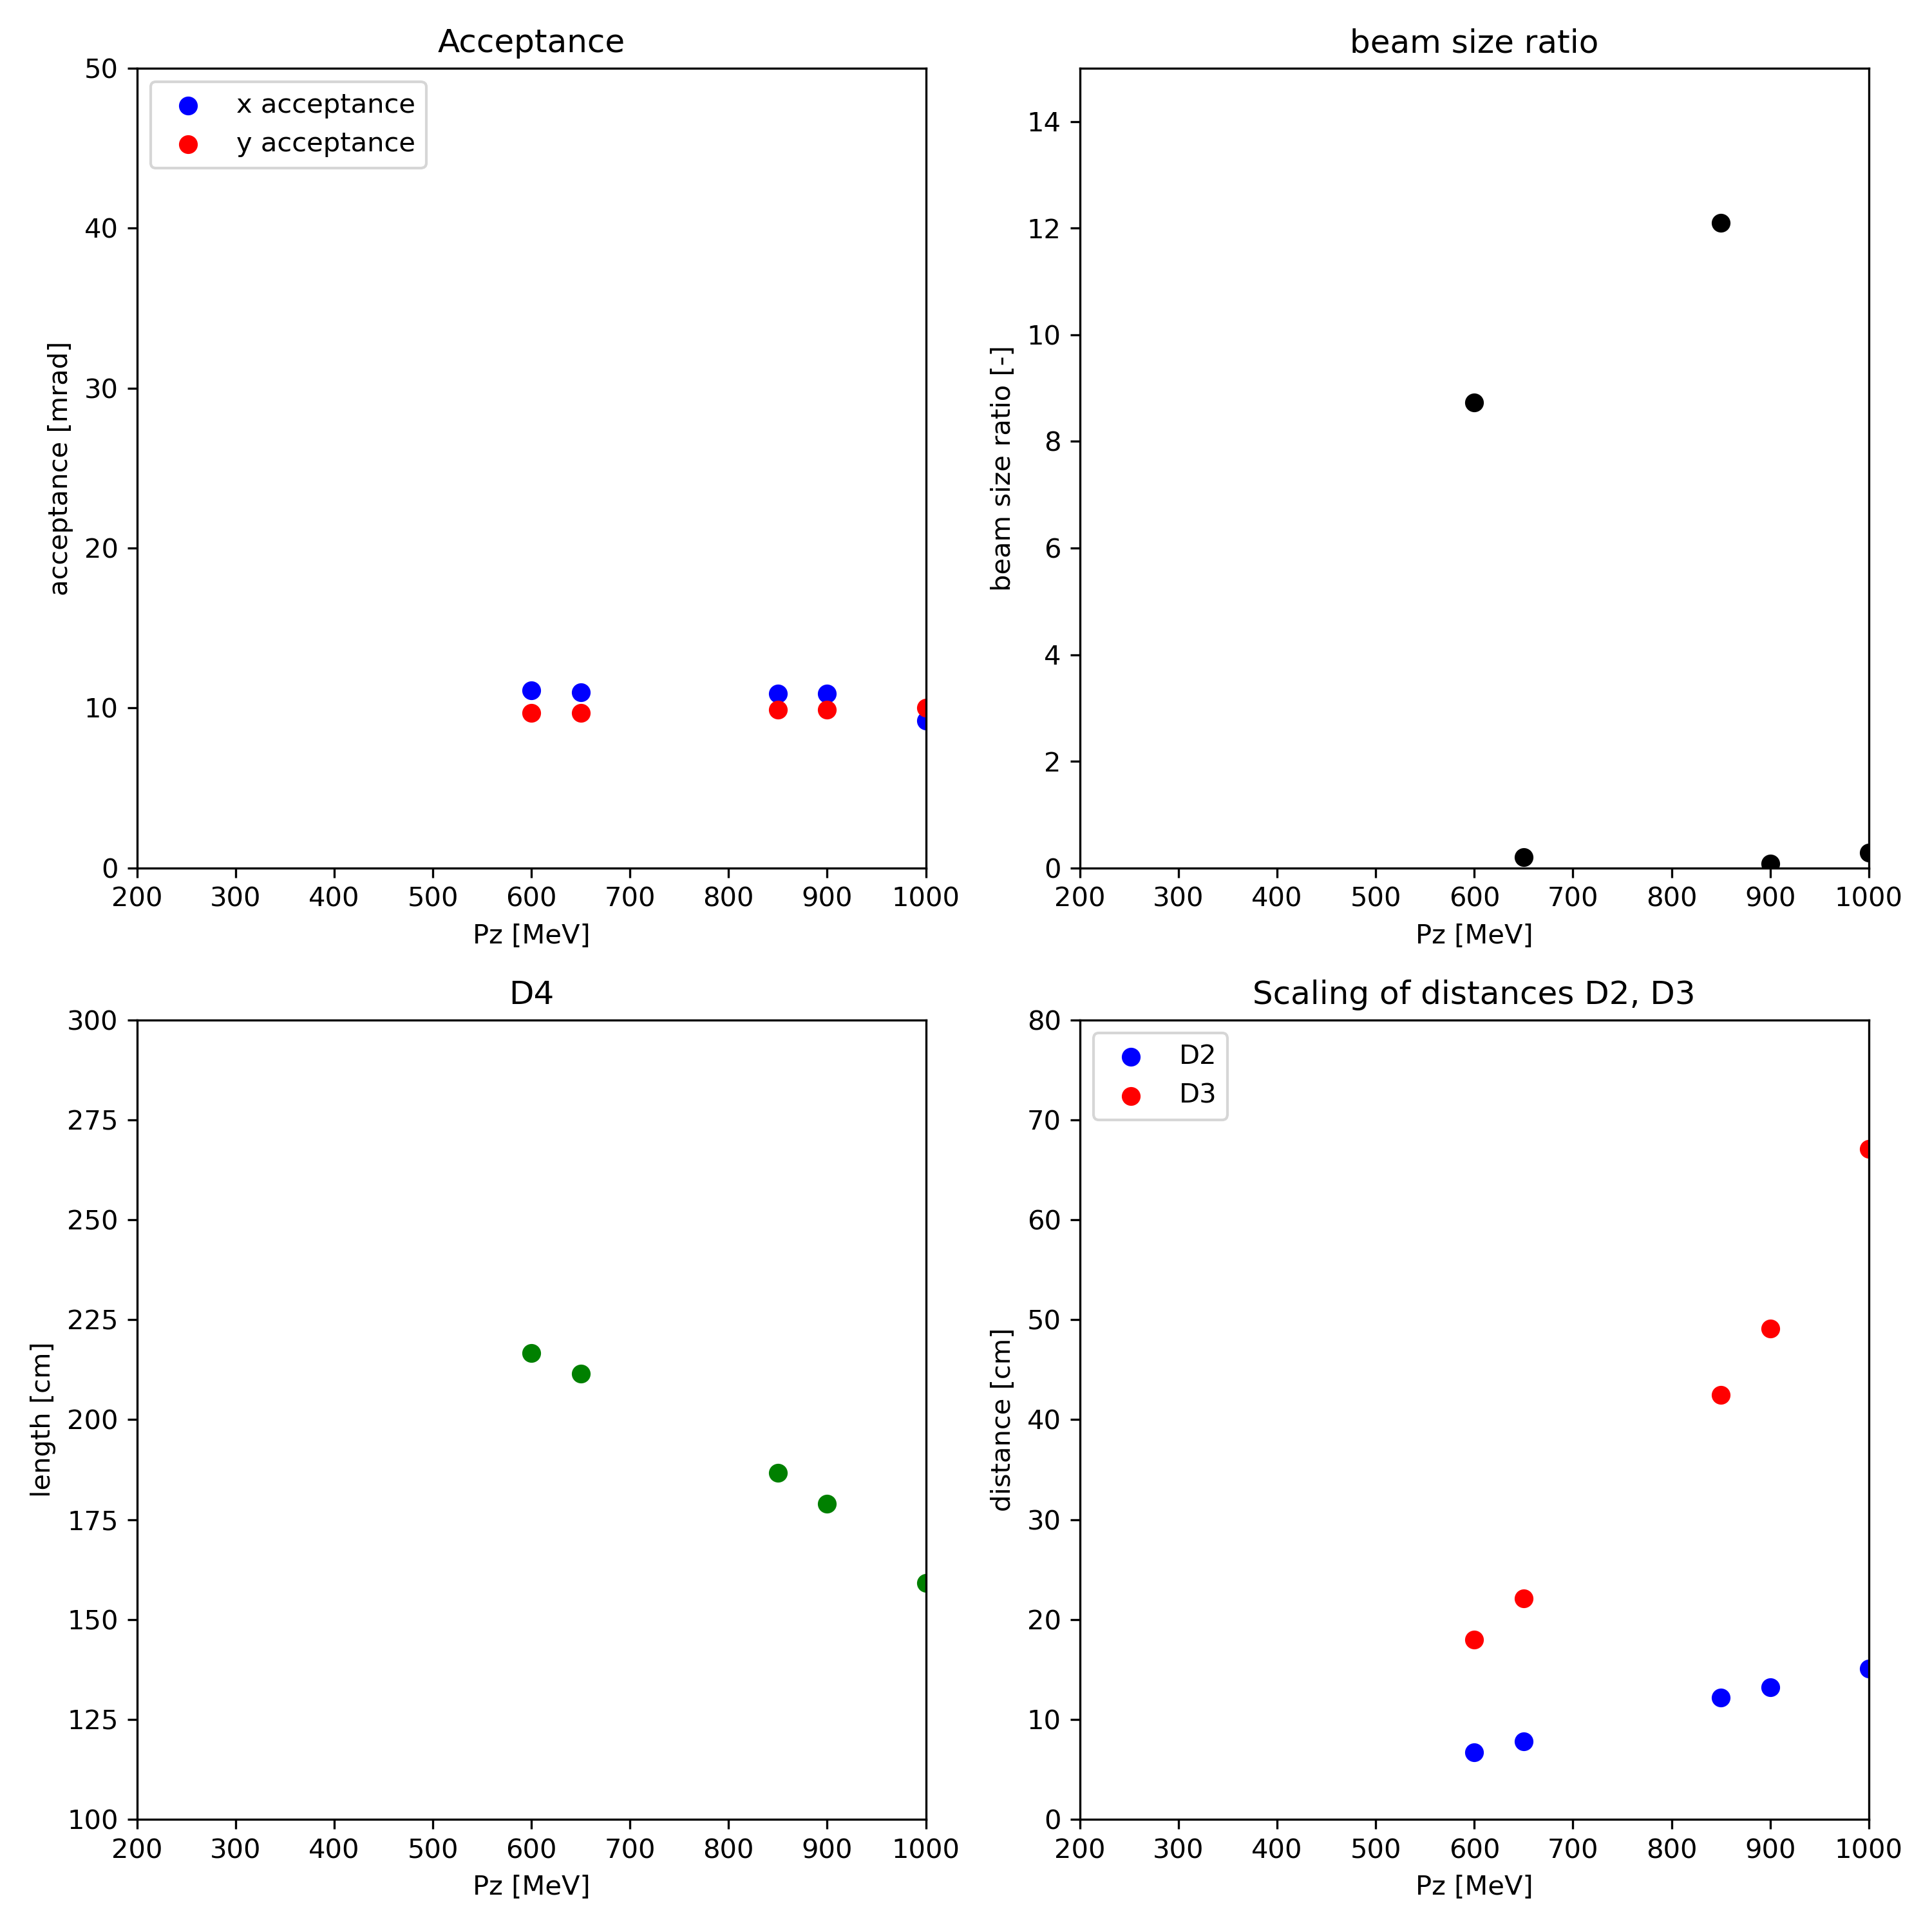 Acceptance
50
40
30
20
10
0
acceptance [mrad]
x acceptance
y acceptance
200 300 400 500 600 700 800 900 1000
Pz [MeV]
beam size ratio
14
12
10
8
6
4
2
0
beam size ratio [-]
200 300 400 500 600 700 800 900 1000
Pz [MeV]
D4
300
275
250
225
200
175
150
125
100
length [cm]
200 300 400 500 600 700 800 900 1000
Pz [MeV]
Scaling of distances D2, D3
80
70
60
50
40
30
20
10
0
distance [cm]
D2
D3
200 300 400 500 600 700 800 900 1000
Pz [MeV]